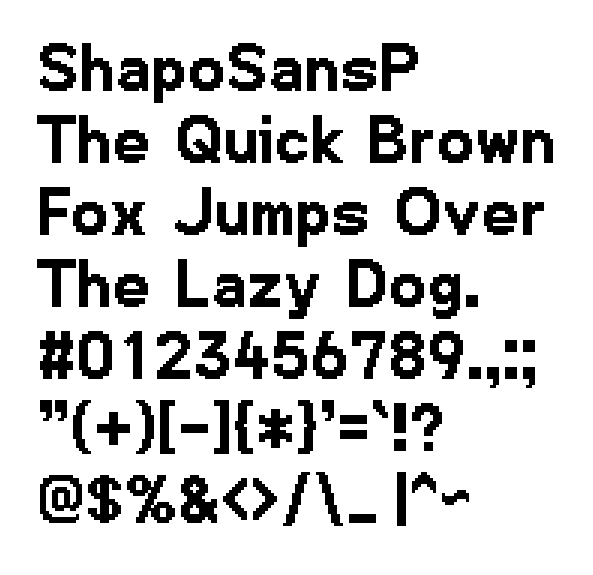 ShapoSansP
The Quick Brown
Fox Jumps Over
The Lazy Dog.
#0123456789.,:;
"(+)[-]{*}'=`!?
@$%&<>/\_|^~